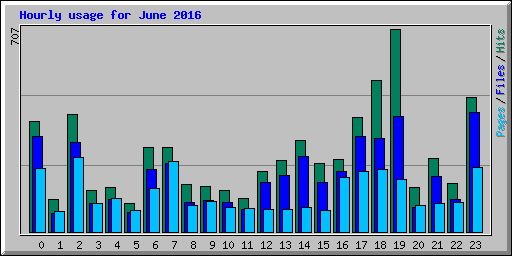 Hourly usage for June 2016
707
Pages / Files / Hits
0 1 2 3 4 5 6 7 8 9 10 11 12 13 14 15 16 17 18 19 20 21 22 23